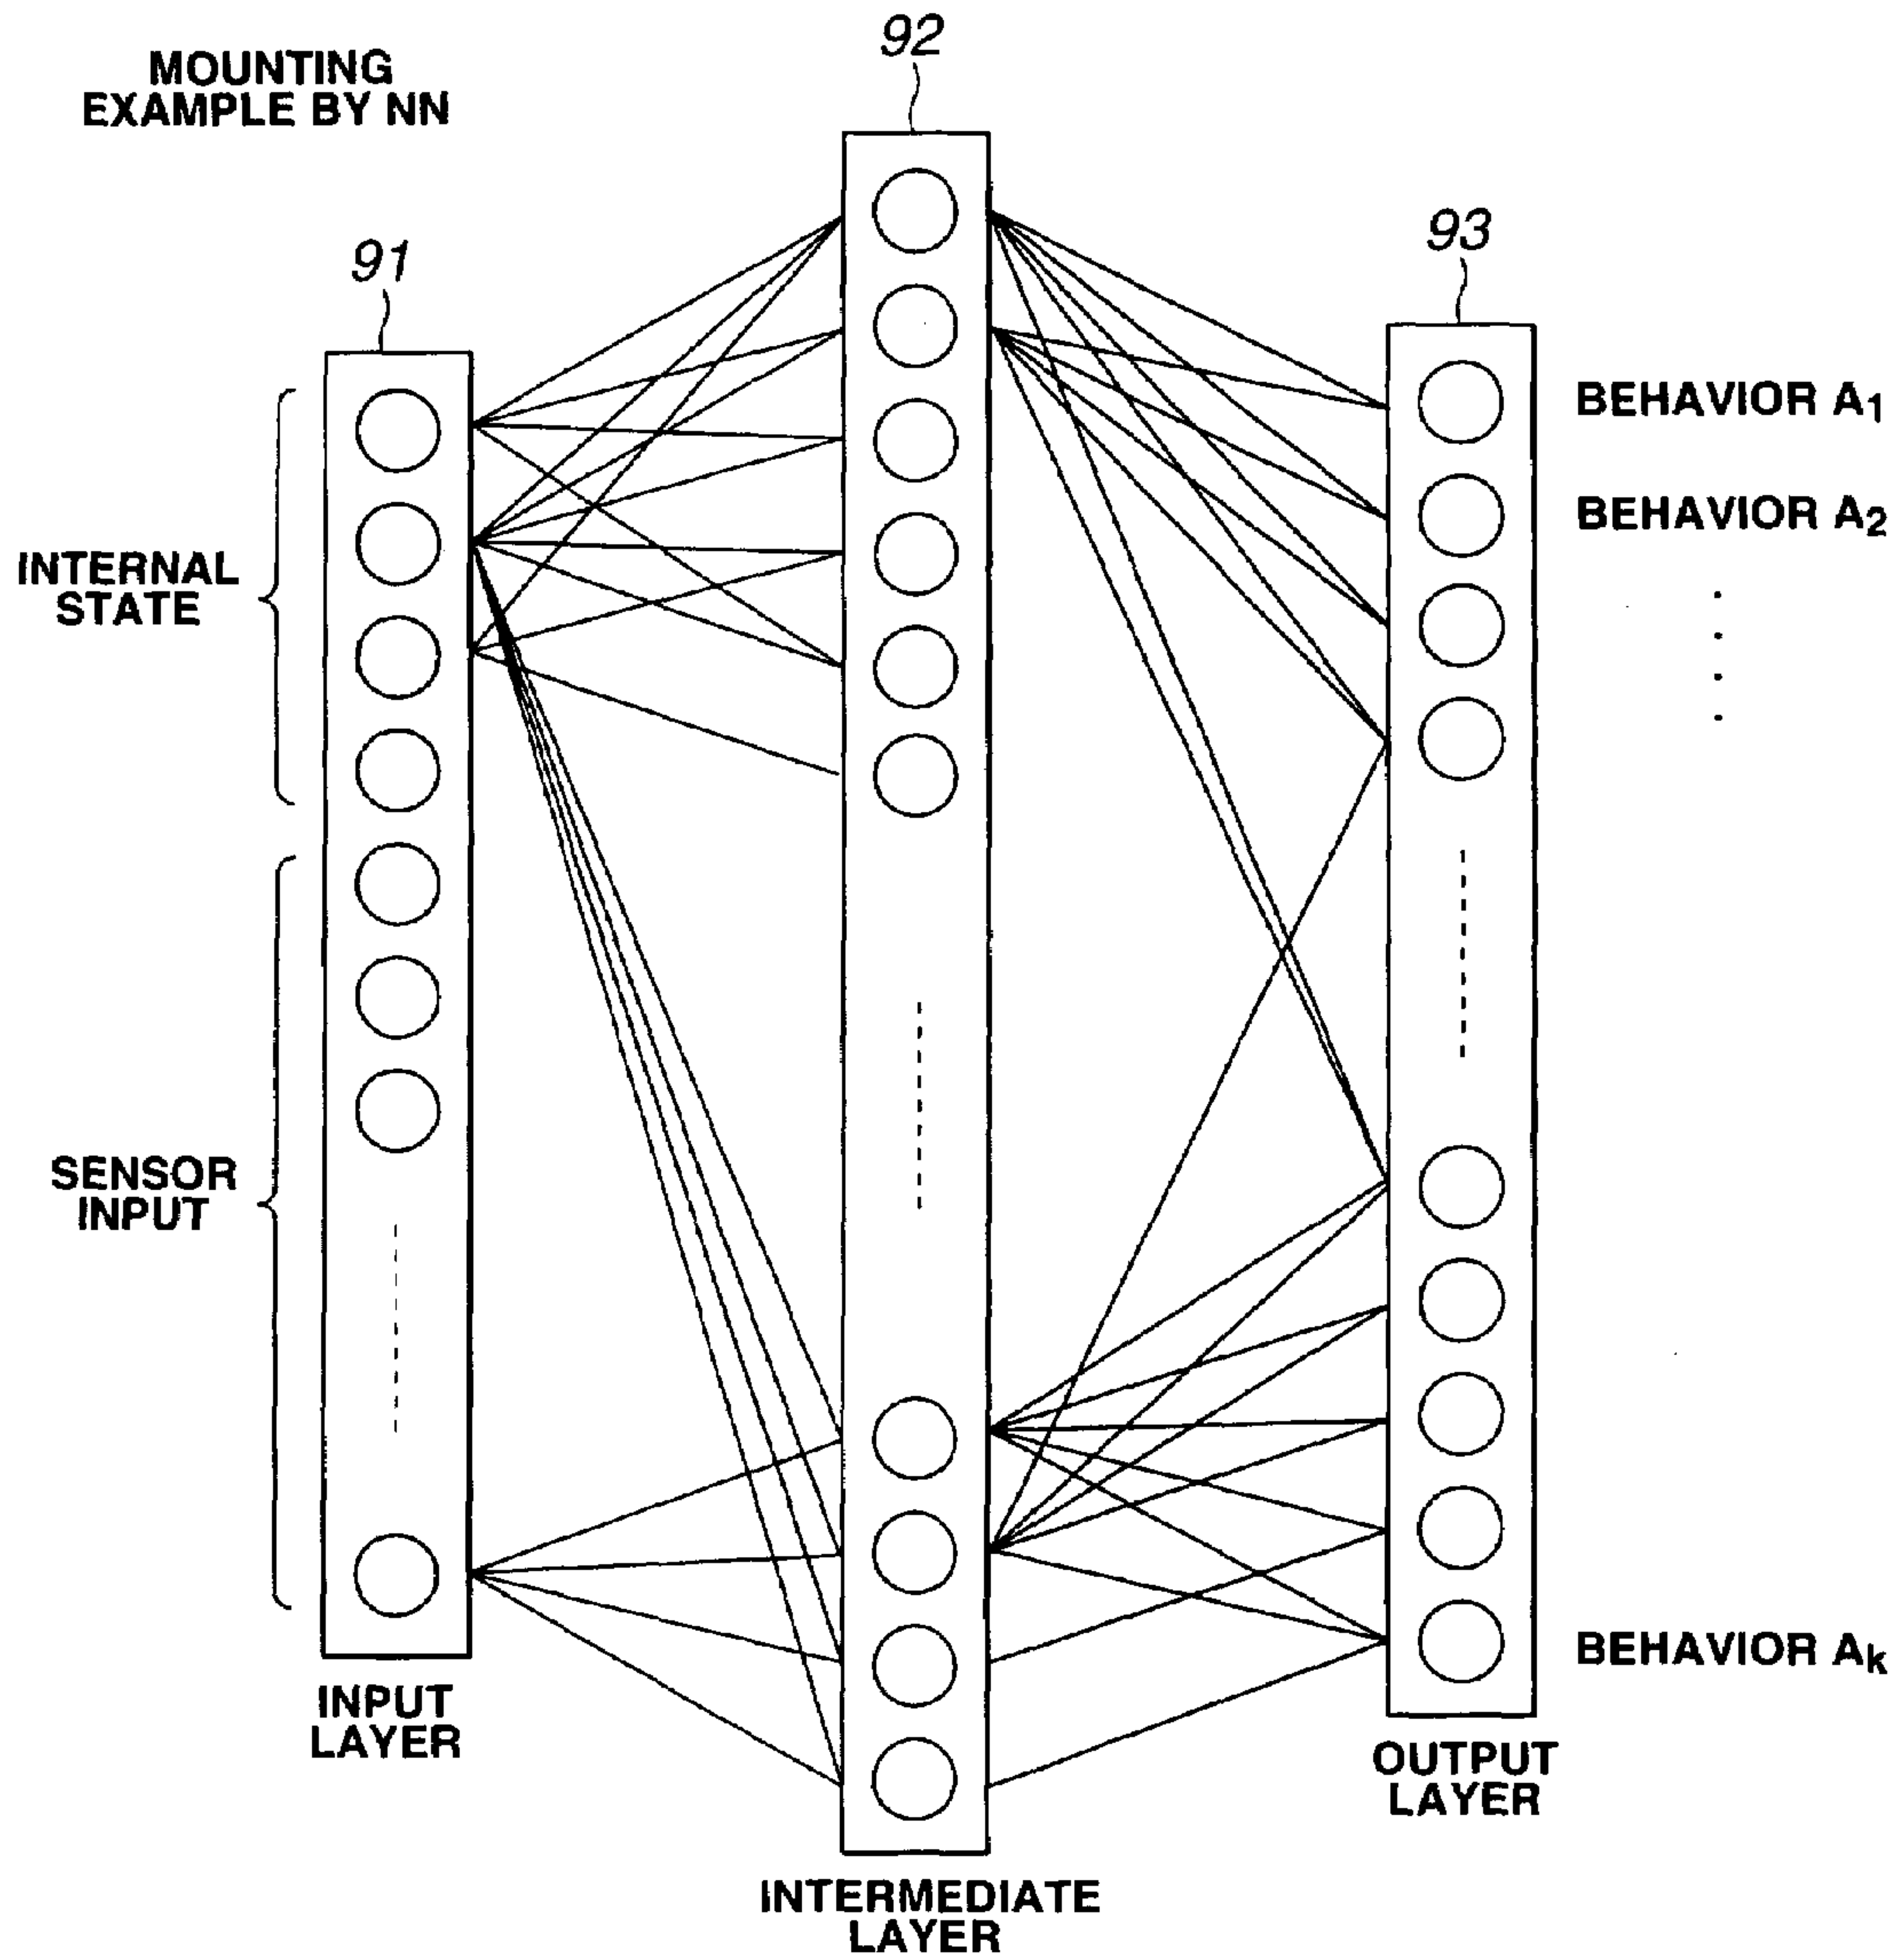 MOUNTING
EXAMPLE BY NN
91
92
93
INTERNAL
STATE
SENSOR
INPUT
BEHAVIOR A1
BEHAVIOR A2
BEHAVIOR Ak
INPUT
LAYER
INTERMEDIATE
LAYER
OUTPUT
LAYER